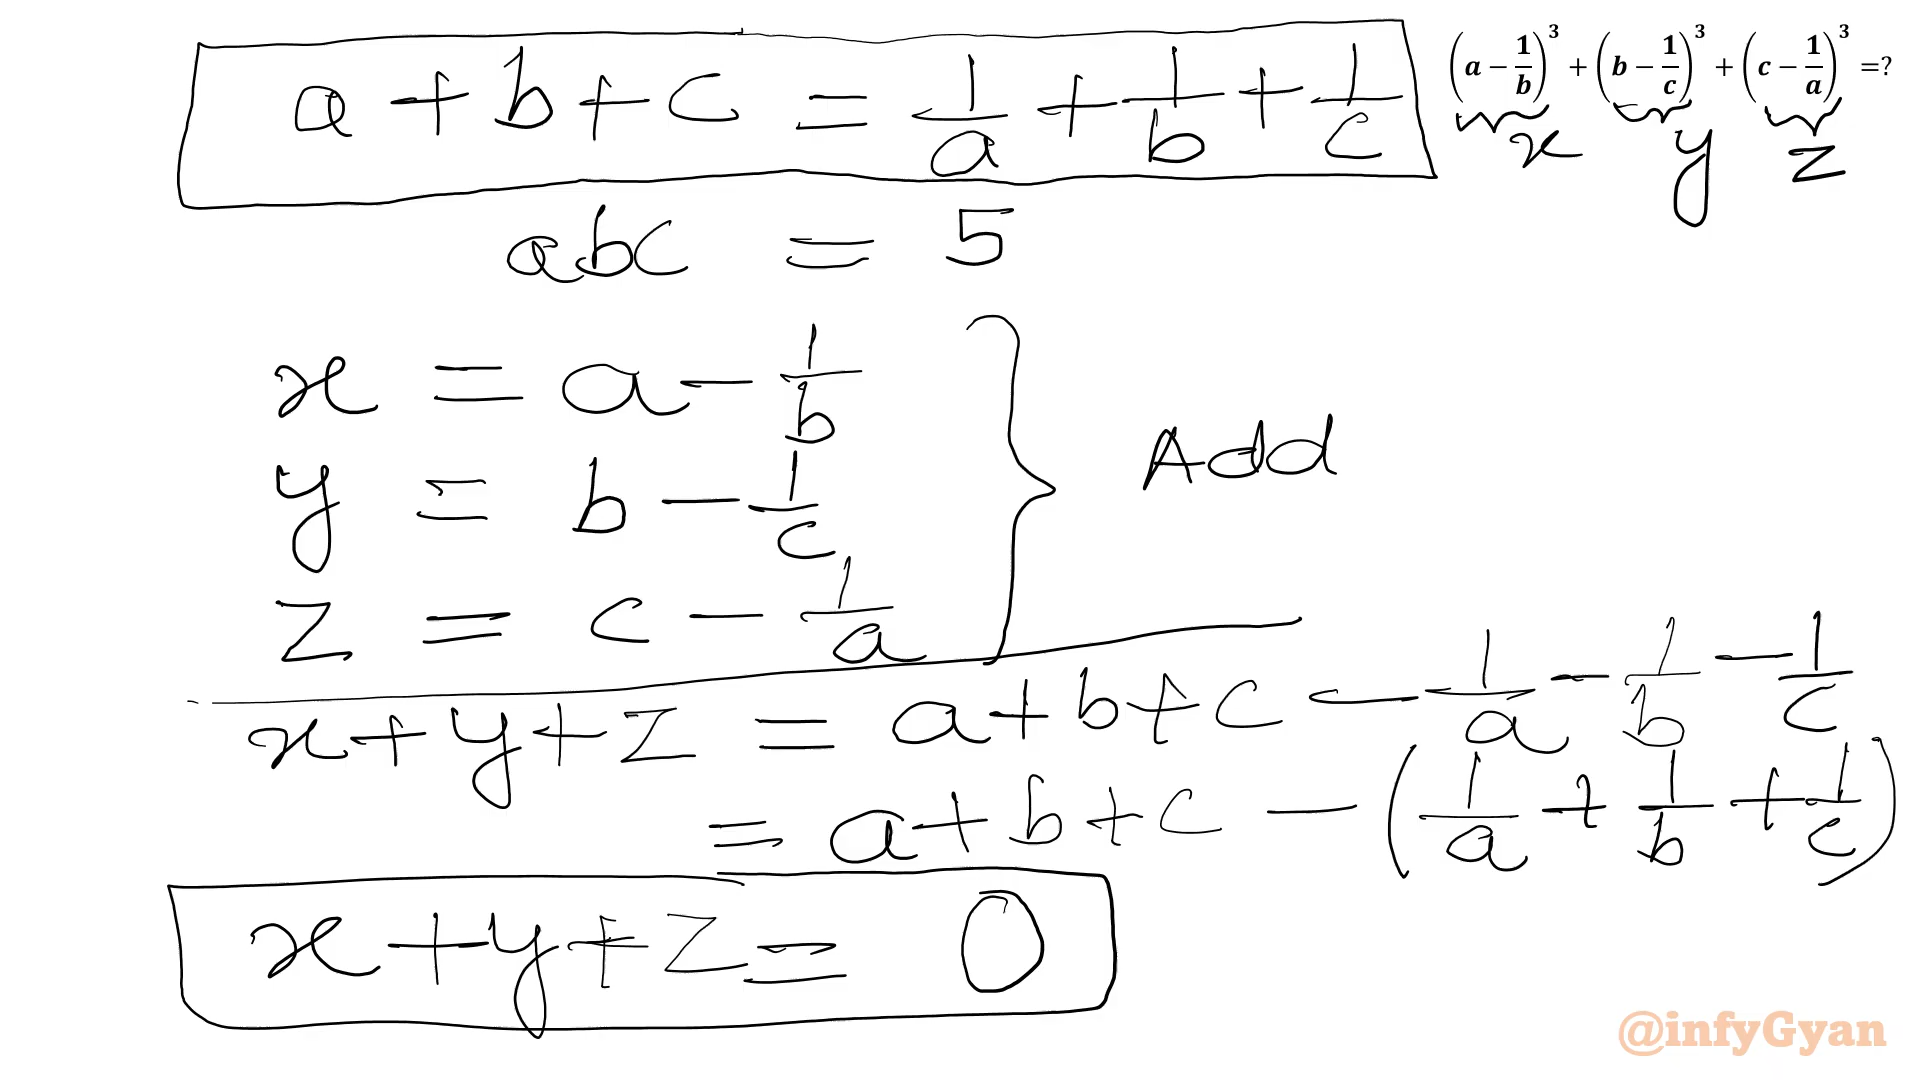 a + b + c = 1/a + 1/b + 1/c
(a − 1/b)³ + (b − 1/c)³ + (c − 1/a)³ =?
x y z
abc = 5
x = a − 1/b
y = b − 1/c
z = c − 1/a
Add
x + y + z = a + b + c − 1/a − 1/b − 1/c
= a + b + c − (1/a + 1/b + 1/c)
x + y + z = 0
@infyGyan